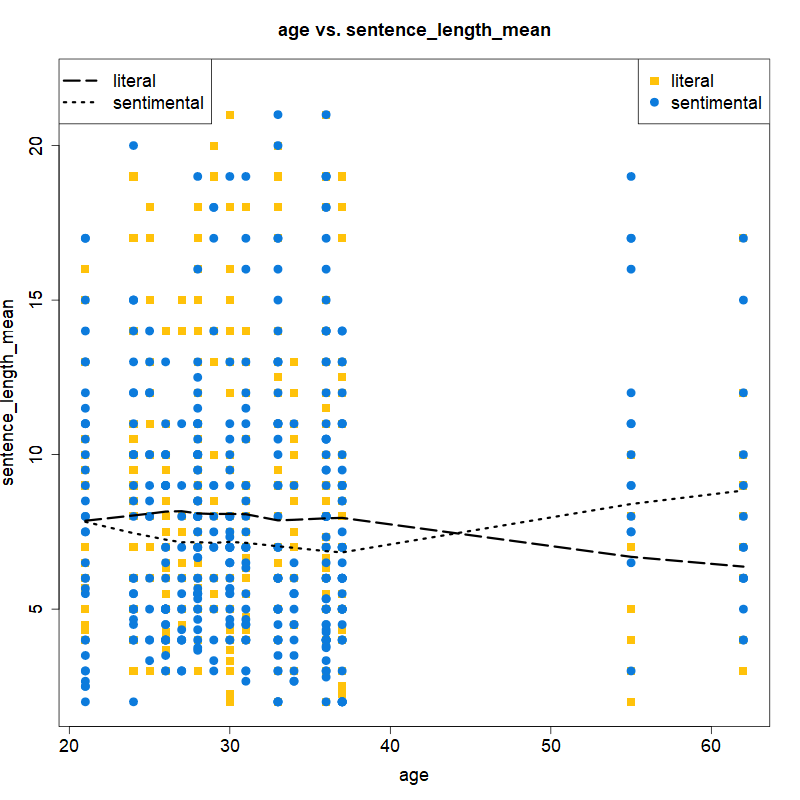 age vs. sentence_length_mean
literal
sentimental
literal
sentimental
sentence_length_mean
20
15
10
5
20 30 40 50 60
age